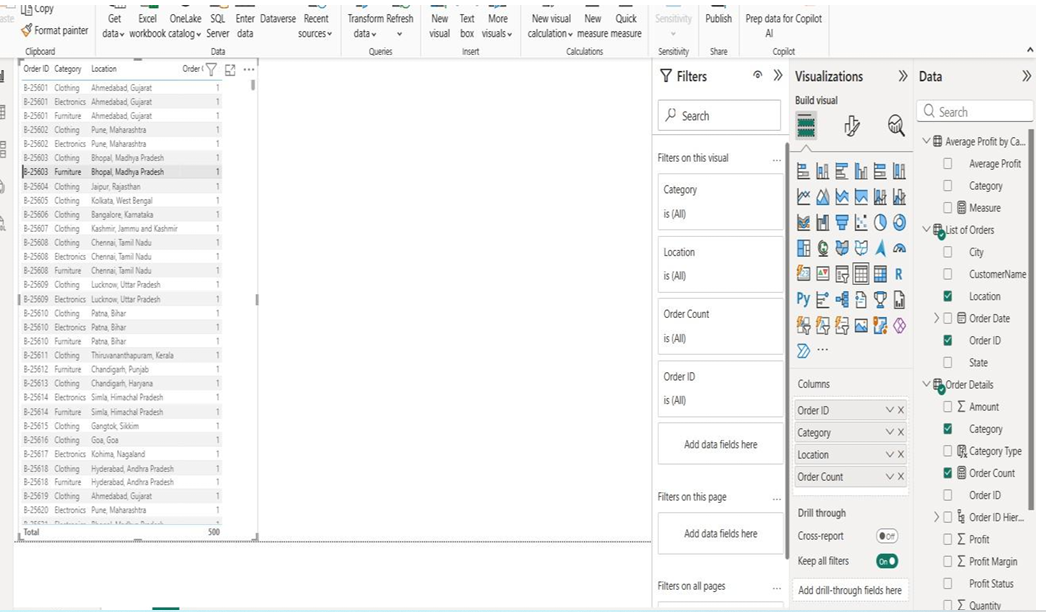 Copy
Format painter
Clipboard
Get data
Excel workbook
OneLake catalog
SQL Server
Enter data
Dataverse
Recent sources
Data
Transform data
Refresh
Queries
New visual
Text box
More visuals
Insert
New visual calculation
New measure
Quick measure
Calculations
Sensitivity
Sensitivity
Publish
Share
Prep data for Copilot AI
Copilot
Order ID Category Location Order C
B-25601 Clothing Ahmedabad, Gujarat 1
B-25601 Electronics Ahmedabad, Gujarat 1
B-25601 Furniture Ahmedabad, Gujarat 1
B-25602 Clothing Pune, Maharashtra 1
B-25602 Electronics Pune, Maharashtra 1
B-25603 Clothing Bhopal, Madhya Pradesh 1
B-25603 Furniture Bhopal, Madhya Pradesh 1
B-25604 Clothing Jaipur, Rajasthan 1
B-25605 Clothing Kolkata, West Bengal 1
B-25606 Clothing Bangalore, Karnataka 1
B-25607 Clothing Kashmir, Jammu and Kashmir 1
B-25608 Clothing Chennai, Tamil Nadu 1
B-25608 Electronics Chennai, Tamil Nadu 1
B-25608 Furniture Chennai, Tamil Nadu 1
B-25609 Clothing Lucknow, Uttar Pradesh 1
B-25609 Electronics Lucknow, Uttar Pradesh 1
B-25610 Clothing Patna, Bihar 1
B-25610 Electronics Patna, Bihar 1
B-25610 Furniture Patna, Bihar 1
B-25611 Clothing Thiruvananthapuram, Kerala 1
B-25612 Furniture Chandigarh, Punjab 1
B-25613 Clothing Chandigarh, Haryana 1
B-25614 Electronics Simla, Himachal Pradesh 1
B-25614 Furniture Simla, Himachal Pradesh 1
B-25615 Clothing Gangtok, Sikkim 1
B-25616 Clothing Goa, Goa 1
B-25617 Electronics Kohima, Nagaland 1
B-25618 Clothing Hyderabad, Andhra Pradesh 1
B-25618 Furniture Hyderabad, Andhra Pradesh 1
B-25619 Clothing Ahmedabad, Gujarat 1
B-25620 Electronics Pune, Maharashtra 1
Total 500
Filters
Search
Filters on this visual
Category
is (All)
Location
is (All)
Order Count
is (All)
Order ID
is (All)
Add data fields here
Filters on this page
Add data fields here
Filters on all pages
Visualizations
Build visual
R
Py
Columns
Order ID
Category
Location
Order Count
Drill through
Cross-report
Off
Keep all filters
On
Add drill-through fields here
Data
Search
Average Profit by Ca...
Average Profit
Category
Measure
List of Orders
City
CustomerName
Location
Order Date
Order ID
State
Order Details
Amount
Category
Category Type
Order Count
Order ID
Order ID Hier...
Profit
Profit Margin
Profit Status
Quantity